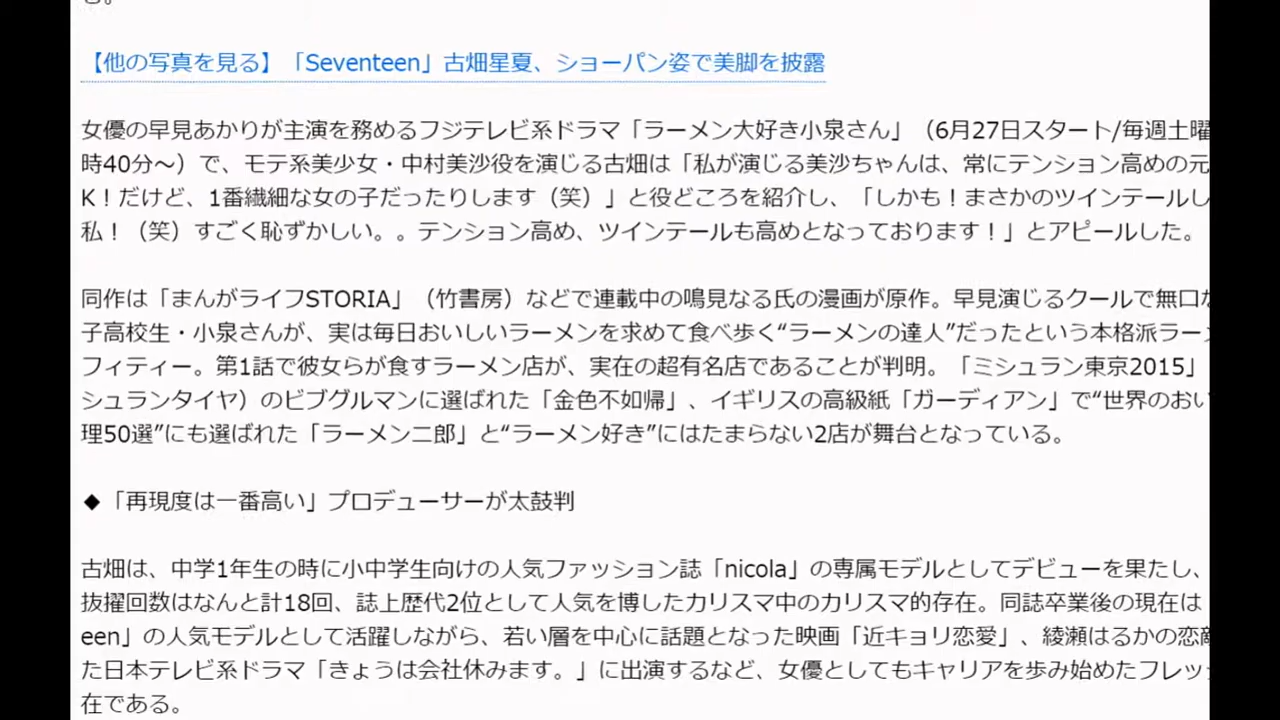 【他の写真を見る】「Seventeen」古畑星夏、ショーパン姿で美脚を披露
女優の早見あかりが主演を務めるフジテレビ系ドラマ「ラーメン大好き小泉さん」（6月27日スタート/毎週土曜
時40分～）で、モテ系美少女・中村美沙役を演じる古畑は「私が演じる美沙ちゃんは、常にテンション高めの元
K！だけど、1番繊細な女の子だったりします（笑）」と役どころを紹介し、「しかも！まさかのツインテールし
私！（笑）すごく恥ずかしい。。テンション高め、ツインテールも高めとなっております！」とアピールした。
同作は「まんがライフSTORIA」（竹書房）などで連載中の鳴見なる氏の漫画が原作。早見演じるクールで無口
子高校生・小泉さんが、実は毎日おいしいラーメンを求めて食べ歩く“ラーメンの達人”だったという本格派ラー
フィティー。第1話で彼女らが食すラーメン店が、実在の超有名店であることが判明。「ミシュラン東京2015」
シュランタイヤ）のビブグルマンに選ばれた「金色不如帰」、イギリスの高級紙「ガーディアン」で“世界のおい
理50選”にも選ばれた「ラーメン二郎」と“ラーメン好き”にはたまらない2店が舞台となっている。
◆「再現度は一番高い」プロデューサーが太鼓判
古畑は、中学1年生の時に小中学生向けの人気ファッション誌「nicola」の専属モデルとしてデビューを果たし、
抜擢回数はなんと計18回、誌上歴代2位として人気を博したカリスマ中のカリスマ的存在。同誌卒業後の現在は
een」の人気モデルとして活躍しながら、若い層を中心に話題となった映画「近キョリ恋愛」、綾瀬はるかの恋敵
た日本テレビ系ドラマ「きょうは会社休みます。」に出演するなど、女優としてもキャリアを歩み始めたフレッ
在である。